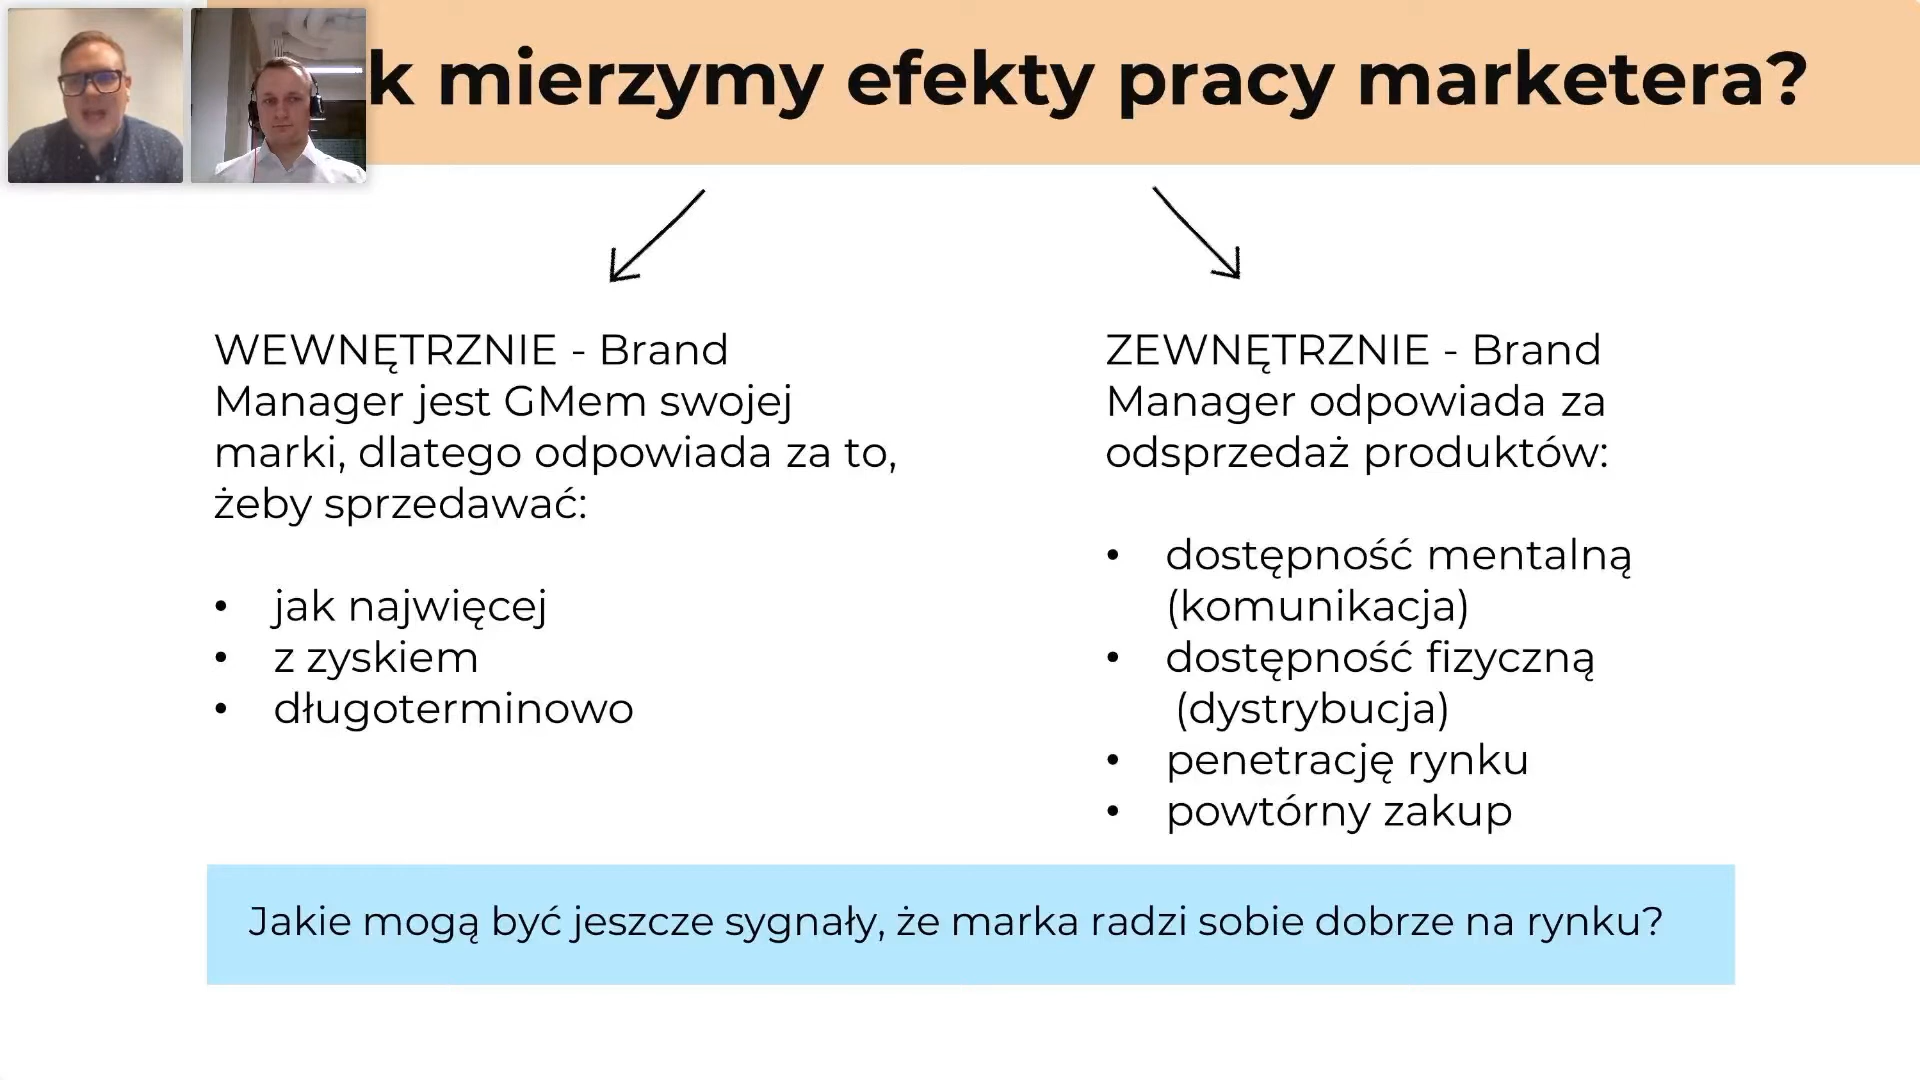 k mierzymy efekty pracy marketera?
WEWNĘTRZNIE - Brand
Manager jest GMem swojej
marki, dlatego odpowiada za to,
żeby sprzedawać:
• jak najwięcej
• z zyskiem
• długoterminowo
ZEWNĘTRZNIE - Brand
Manager odpowiada za
odsprzedaż produktów:
• dostępność mentalną
(komunikacja)
• dostępność fizyczną
(dystrybucja)
• penetrację rynku
• powtórny zakup
Jakie mogą być jeszcze sygnały, że marka radzi sobie dobrze na rynku?